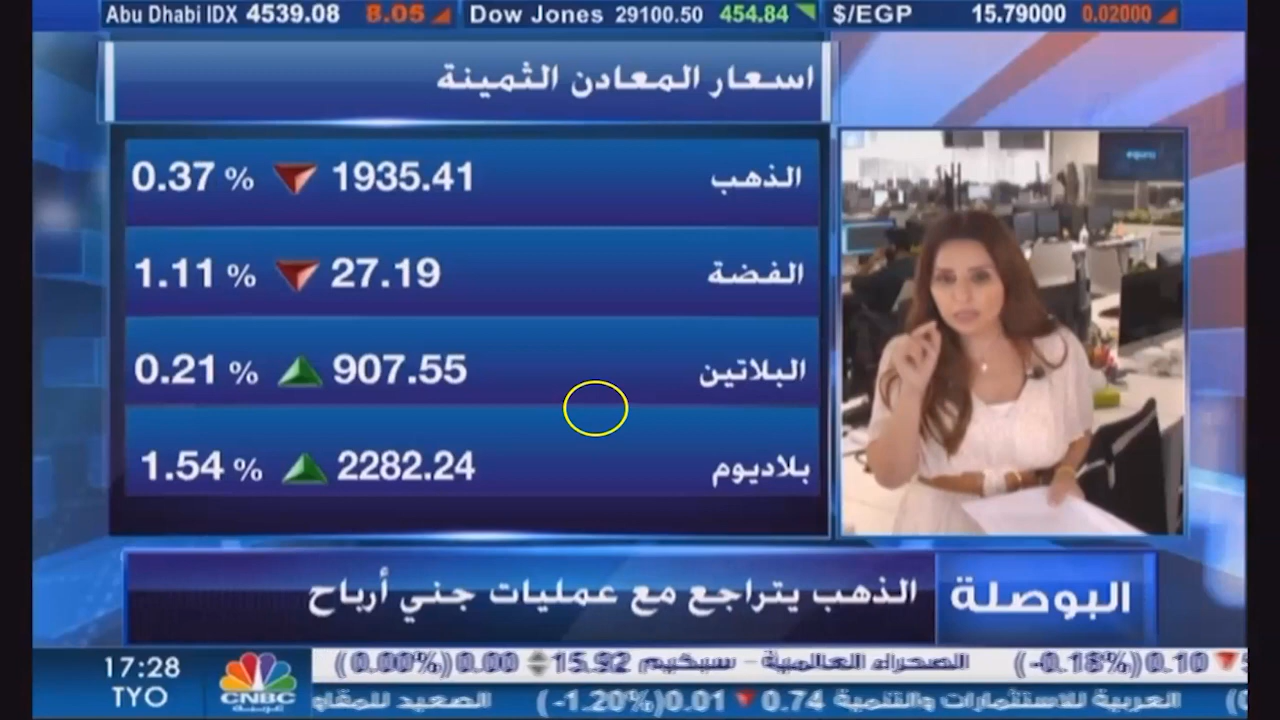 Abu Dhabi IDX 4539.08 8.05 Dow Jones 29100.50 454.84 $/EGP 15.79000 0.02000
اسعار المعادن الثمينة
الذهب 1935.41 0.37 %
الفضة 27.19 1.11 %
البلاتين 907.55 0.21 %
بلاديوم 2282.24 1.54 %
البوصلة
الذهب يتراجع مع عمليات جني أرباح
17:28
TYO
CNBC
عربية
(-0.18%) 0.10 الصحراء العالمية - سيكيم 15.92 0.00 (0.00%)
العربية للاستثمارات والتنمية 0.74 0.01 (-1.20%) الصعيد للمقاو